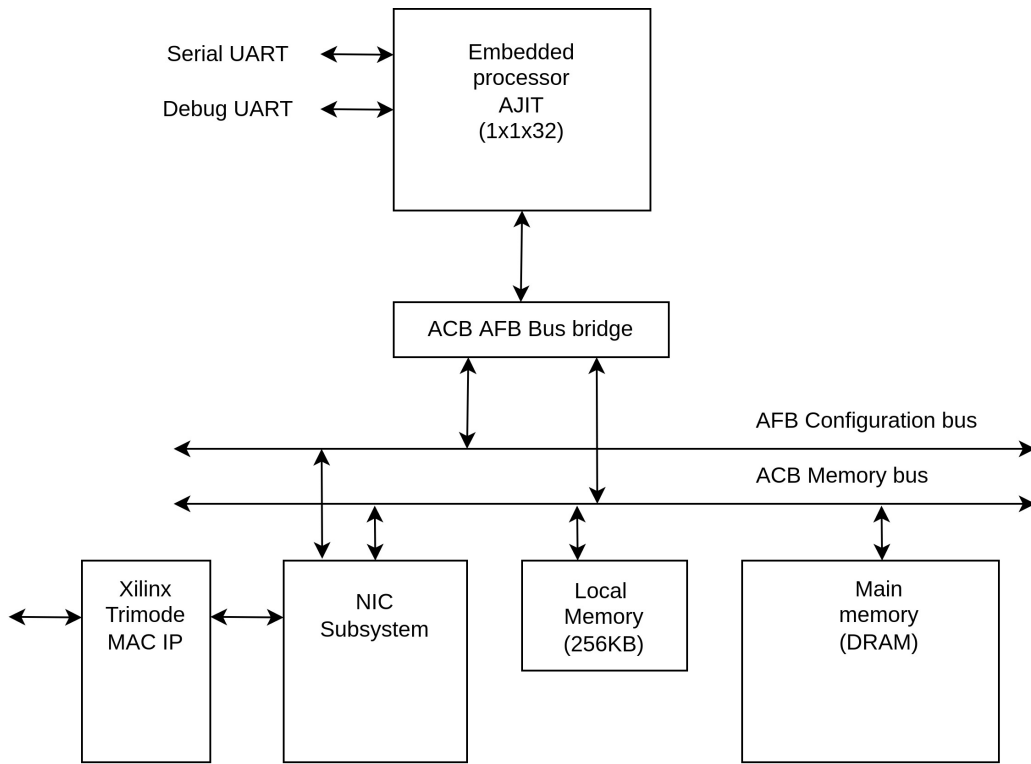 Serial UART
Debug UART
Embedded
processor
AJIT
(1x1x32)
ACB AFB Bus bridge
AFB Configuration bus
ACB Memory bus
Xilinx
Trimode
MAC IP
NIC
Subsystem
Local
Memory
(256KB)
Main
memory
(DRAM)